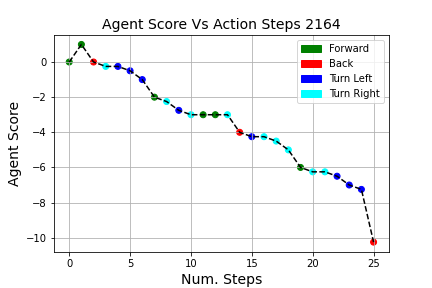 Agent Score Vs Action Steps 2164
Forward
Back
Turn Left
Turn Right
Agent Score
0
−2
−4
−6
−8
−10
0 5 10 15 20 25
Num. Steps